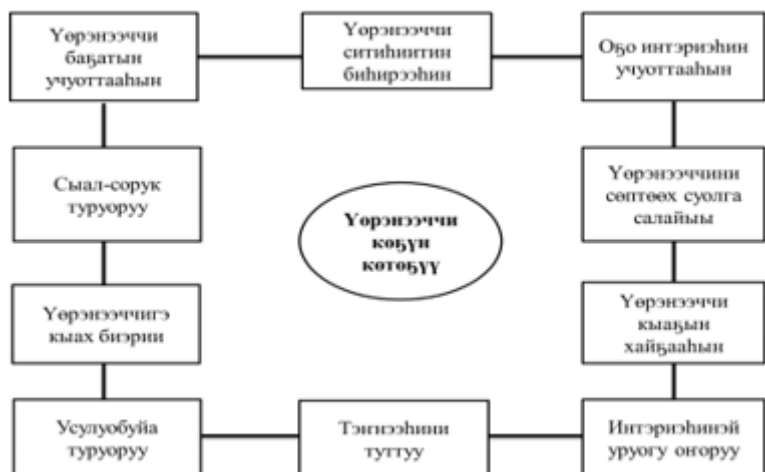 Үөрэнээччи
баҕатын
учуоттааһын
Үөрэнээччи
ситиһиитин
биһирээһин
Оҕо интэриэһин
учуоттааһын
Сыал-сорук
туруоруу
Үөрэнээччи
көҕүн
көтөҕүү
Үөрэнээччини
сөптөөх суолга
салайыы
Үөрэнээччигэ
кыах биэрии
Үөрэнээччи
кыаҕын
хайҕааһын
Усулуобуйа
туруоруу
Тэҥнээһини
туттуу
Интэриэһинэй
уруогу оҥоруу